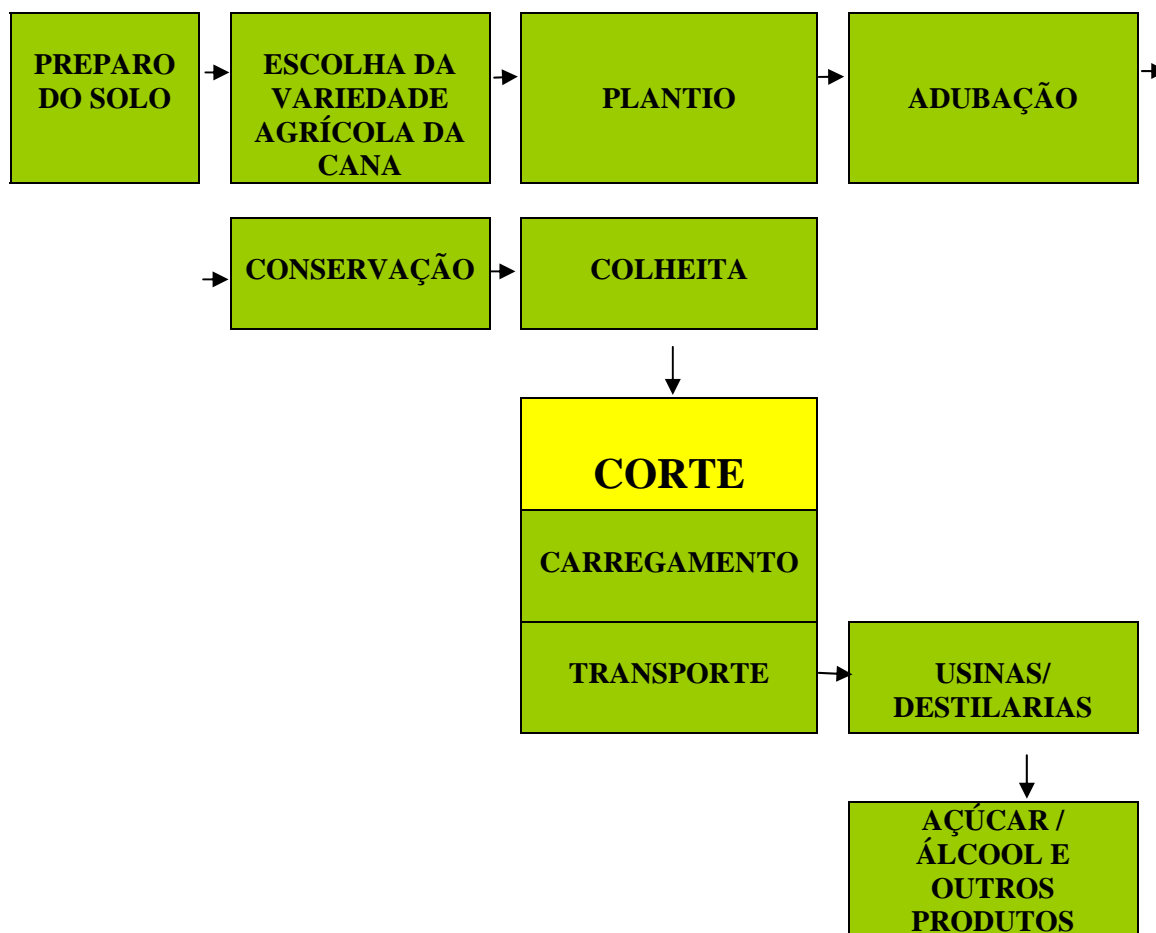 PREPARO
DO SOLO
ESCOLHA DA
VARIEDADE
AGRÍCOLA DA
CANA
PLANTIO
ADUBAÇÃO
CONSERVAÇÃO
COLHEITA
CORTE
CARREGAMENTO
TRANSPORTE
USINAS/
DESTILARIAS
AÇÚCAR /
ÁLCOOL E
OUTROS
PRODUTOS